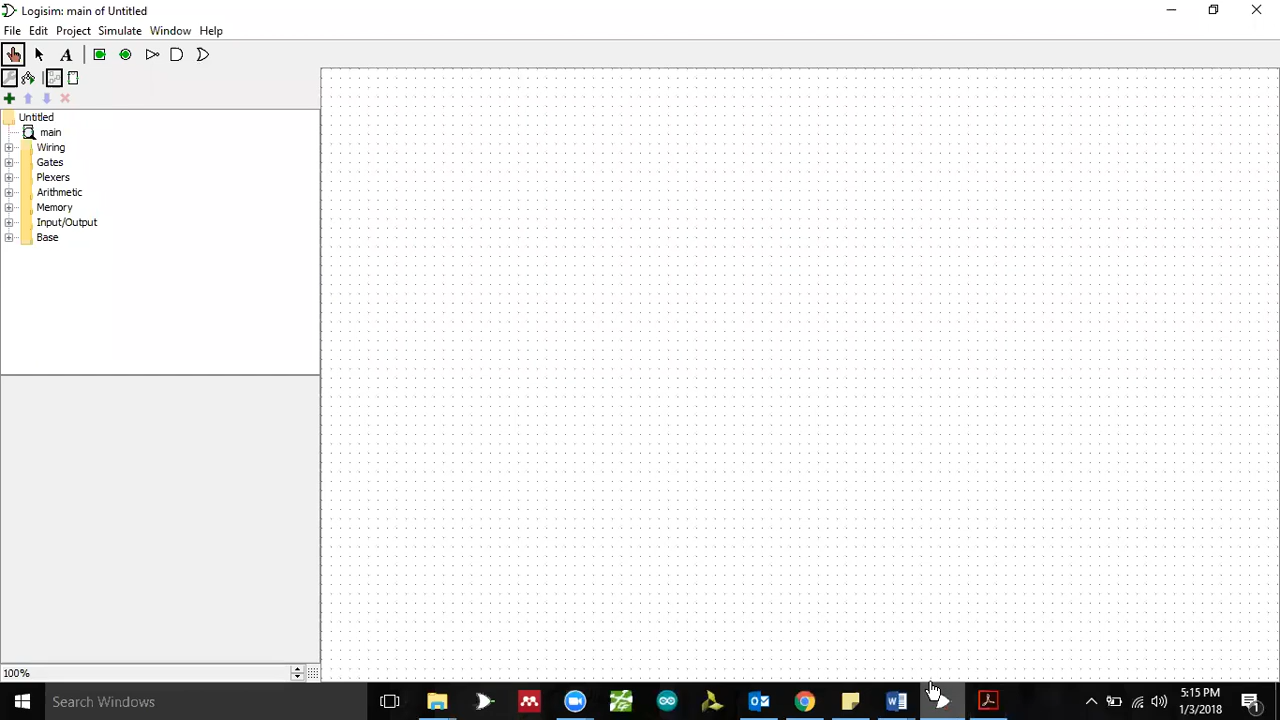 Logisim: main of Untitled
File Edit Project Simulate Window Help
A
Untitled
main
Wiring
Gates
Plexers
Arithmetic
Memory
Input/Output
Base
100%
Search Windows
5:15 PM
1/3/2018
1